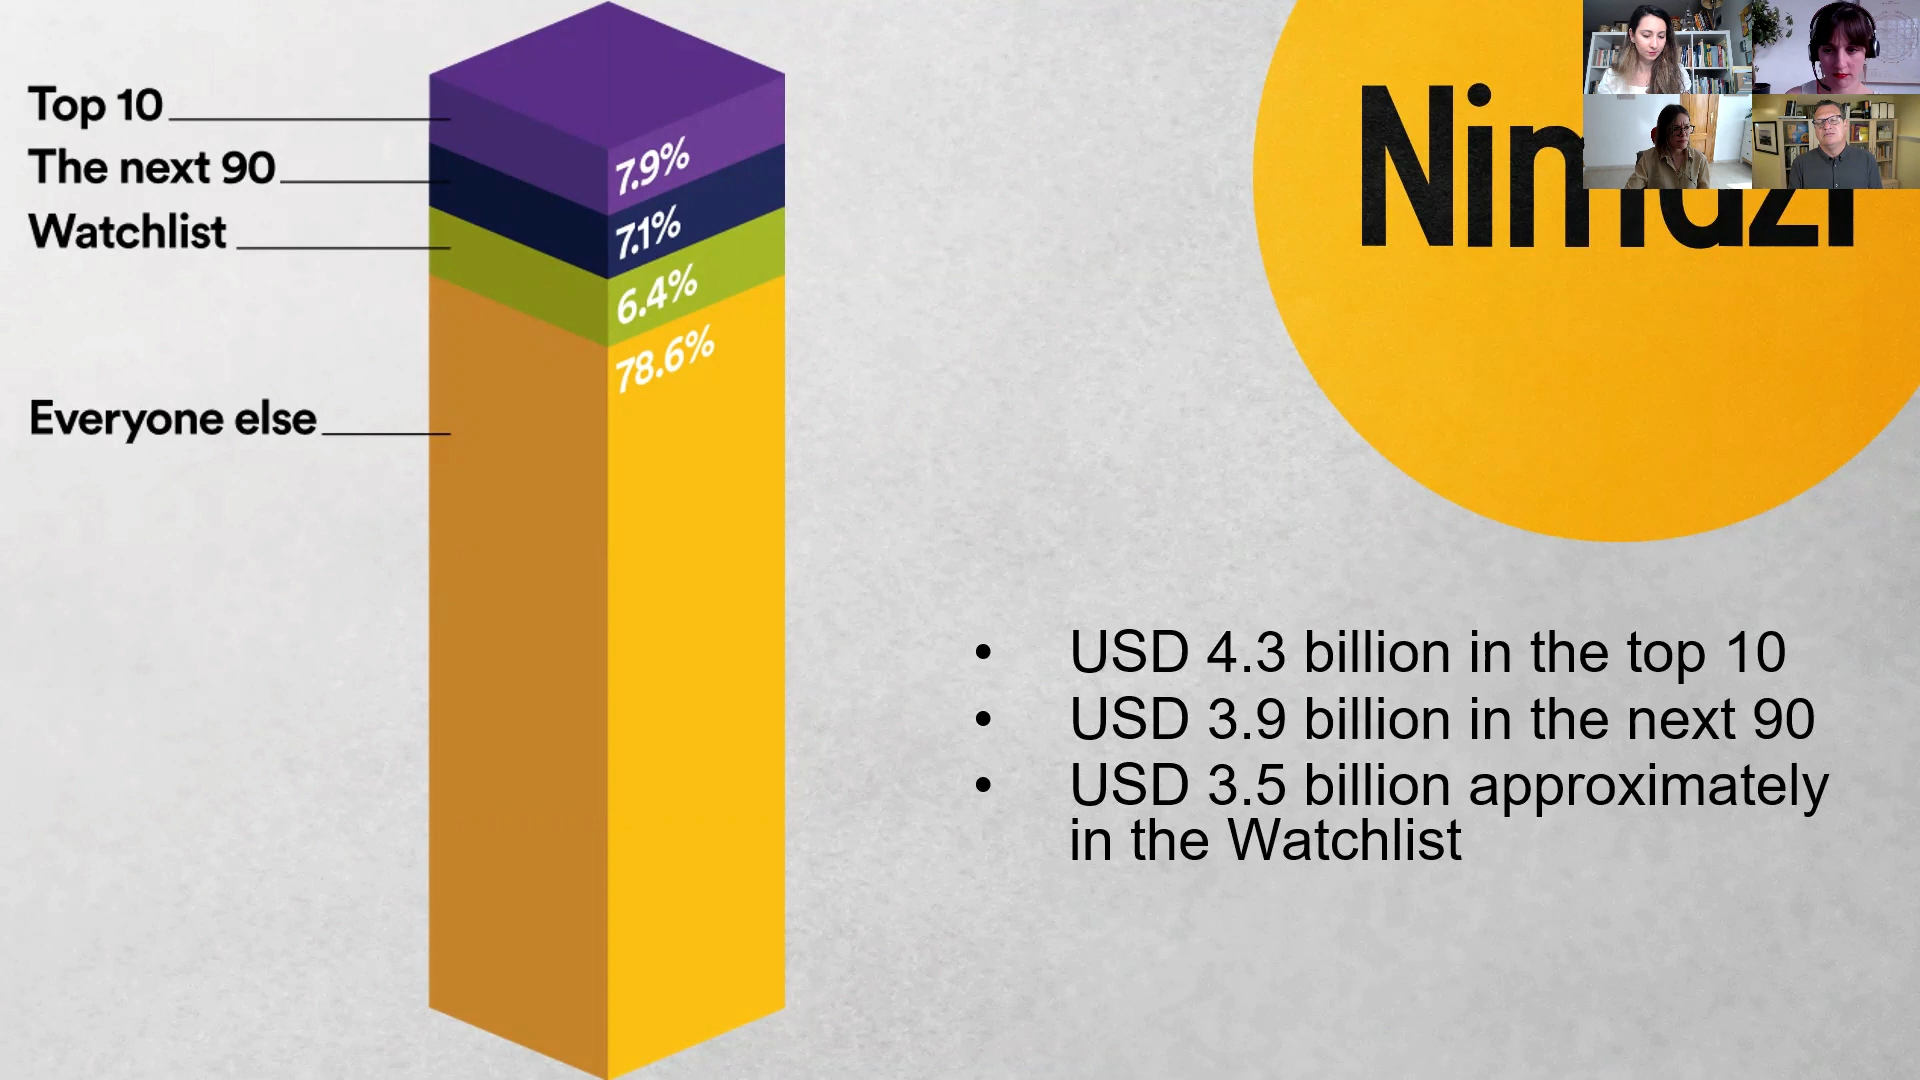 Top 10
The next 90
Watchlist
Everyone else
7.9%
7.1%
6.4%
78.6%
• USD 4.3 billion in the top 10
• USD 3.9 billion in the next 90
• USD 3.5 billion approximately
in the Watchlist